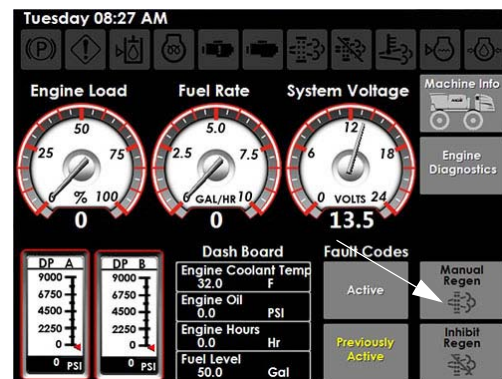 Tuesday 08:27 AM
(P)
Engine Load
Fuel Rate
System Voltage
Machine Info
50
25
75
0
100
%
0
5.0
2.5
7.5
0
GAL/HR
10
0
12
6
18
0
VOLTS
24
13.5
Engine
Diagnostics
DP A
9000
6750
4500
2250
0
0 PSI
DP B
9000
6750
4500
2250
0
0 PSI
Dash Board
Engine Coolant Temp
32.0 F
Engine Oil
0.0 PSI
Engine Hours
0.0 Hr
Fuel Level
50.0 Gal
Fault Codes
Active
Previously
Active
Manual
Regen
Inhibit
Regen